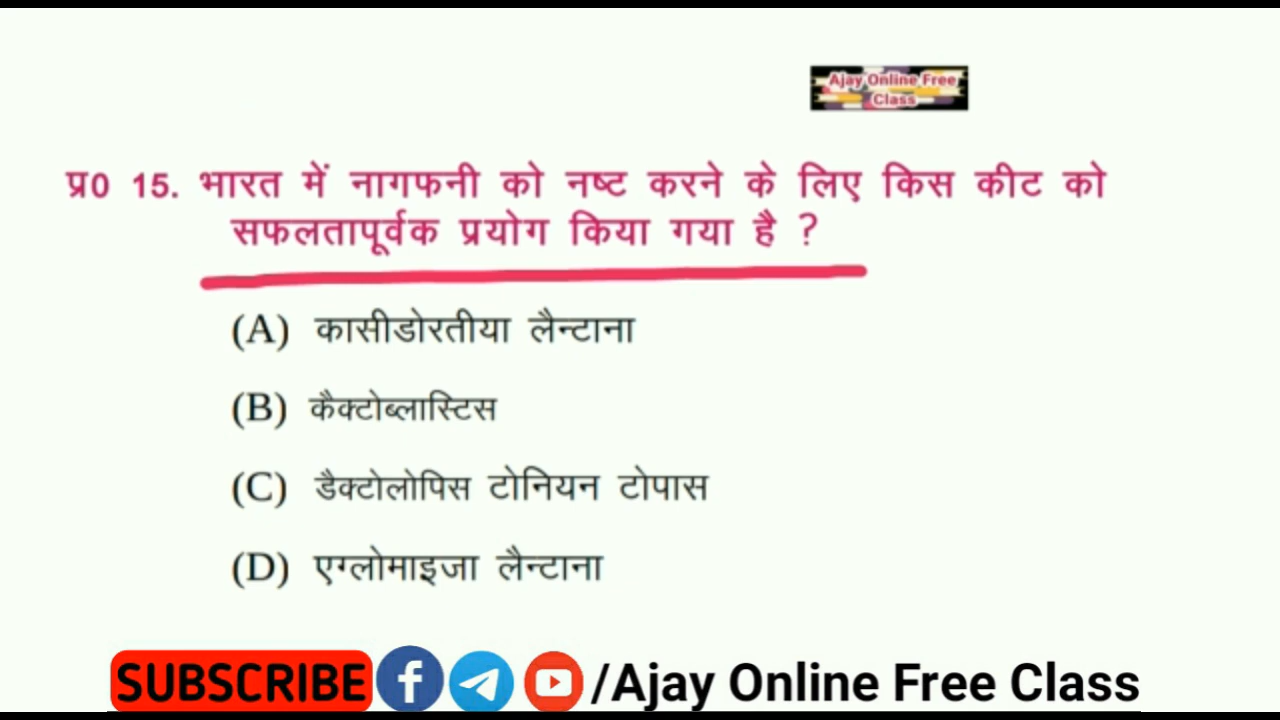 Ajay Online Free
Class
प्र0 15. भारत में नागफनी को नष्ट करने के लिए किस कीट को
सफलतापूर्वक प्रयोग किया गया है ?
(A) कासीडोरतीया लैन्टाना
(B) कैक्टोब्लास्टिस
(C) डैक्टोलोपिस टोनियन टोपास
(D) एग्लोमाइजा लैन्टाना
SUBSCRIBE f /Ajay Online Free Class